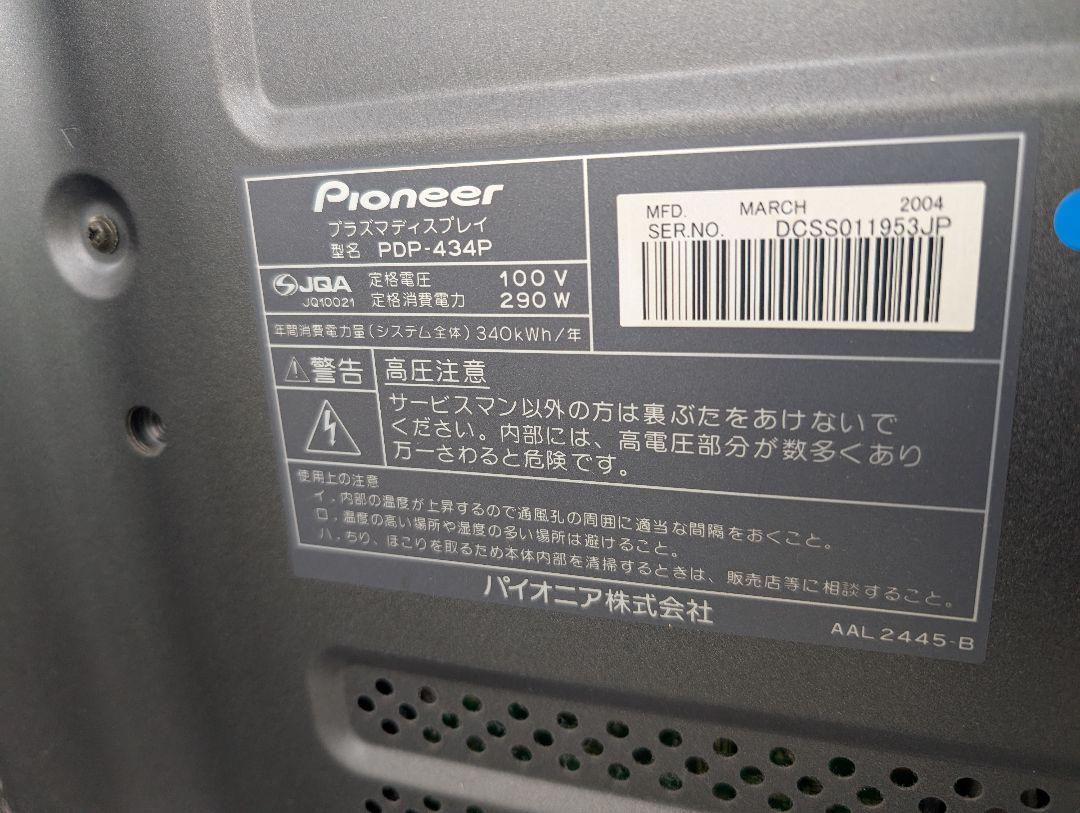 Pioneer
プラズマディスプレイ
型名 PDP-434P
JQA
JQ10021
定格電圧 100 V
定格消費電力 290 W
年間消費電力量(システム全体) 340kWh/年
MFD. MARCH 2004
SER.NO. DCSS011953JP
警告
高圧注意
サービスマン以外の方は裏ぶたをあけないで
ください。内部には、高電圧部分が数多くあり
万一さわると危険です。
使用上の注意
イ.内部の温度が上昇するので通風孔の周囲に適当な間隔をおくこと。
ロ.温度の高い場所や湿度の多い場所は避けること。
ハ.ちり、ほこりを取るため本体内部を清掃するときは、販売店等に相談すること。
パイオニア株式会社
AAL2445-B